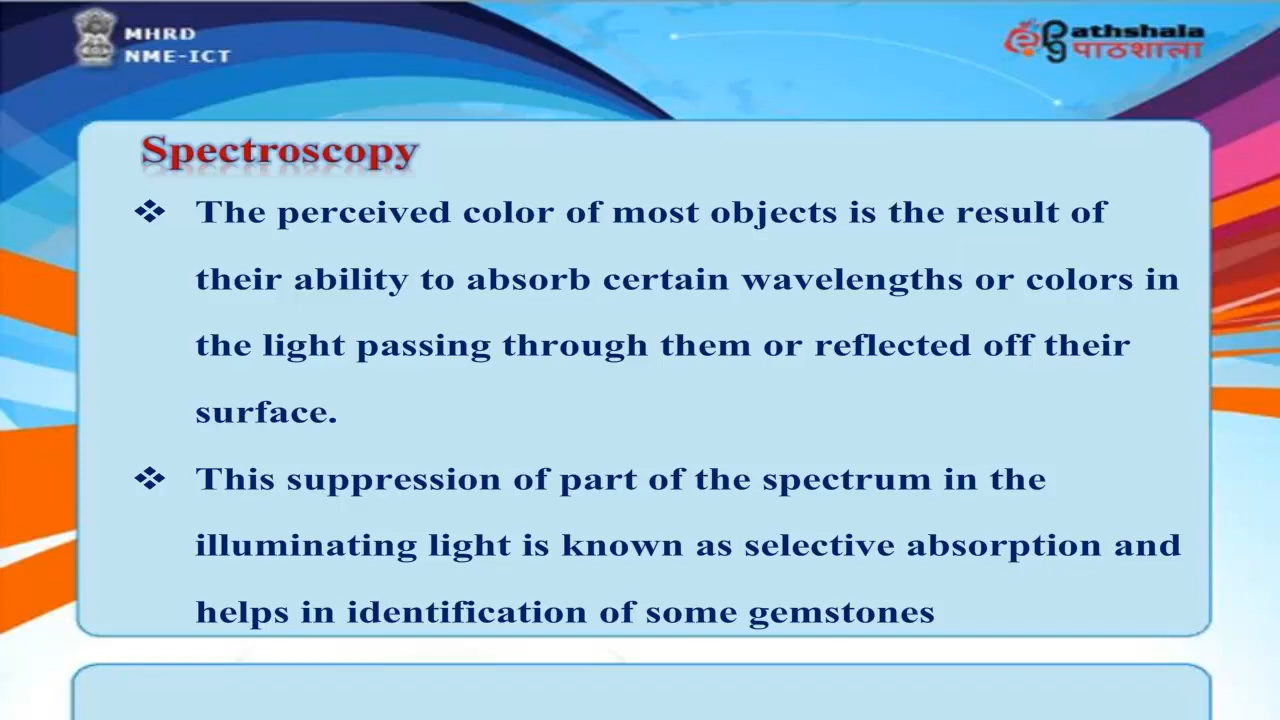 MHRD
NME-ICT
athshala
पाठशाला
Spectroscopy
❖ The perceived color of most objects is the result of
their ability to absorb certain wavelengths or colors in
the light passing through them or reflected off their
surface.
❖ This suppression of part of the spectrum in the
illuminating light is known as selective absorption and
helps in identification of some gemstones